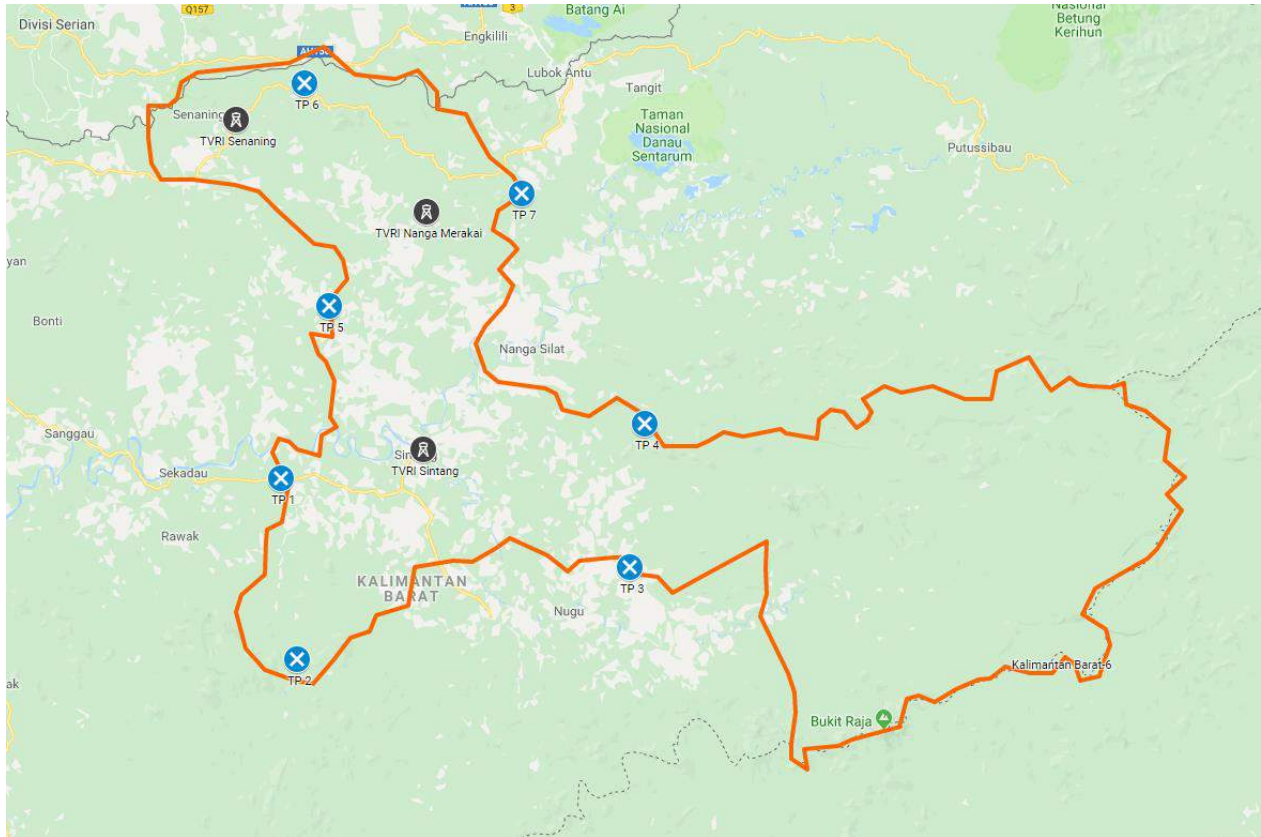 Q157
3
Batang Ai
Nasional
Betung
Kerihun
Divisi Serian
Engkilili
Lubok Antu
Tangit
TP 6
Senaning
TVRI Senaning
Taman
Nasional
Danau
Sentarum
Putussibau
TP 7
TVRI Nanga Merakai
yan
Bonti
TP 5
Nanga Silat
Sanggau
TP 4
Sekadau
TVRI Sintang
TP 1
Rawak
KALIMANTAN
BARAT
TP 3
Nugu
TP 2
ak
Kalimantan Barat-6
Bukit Raja